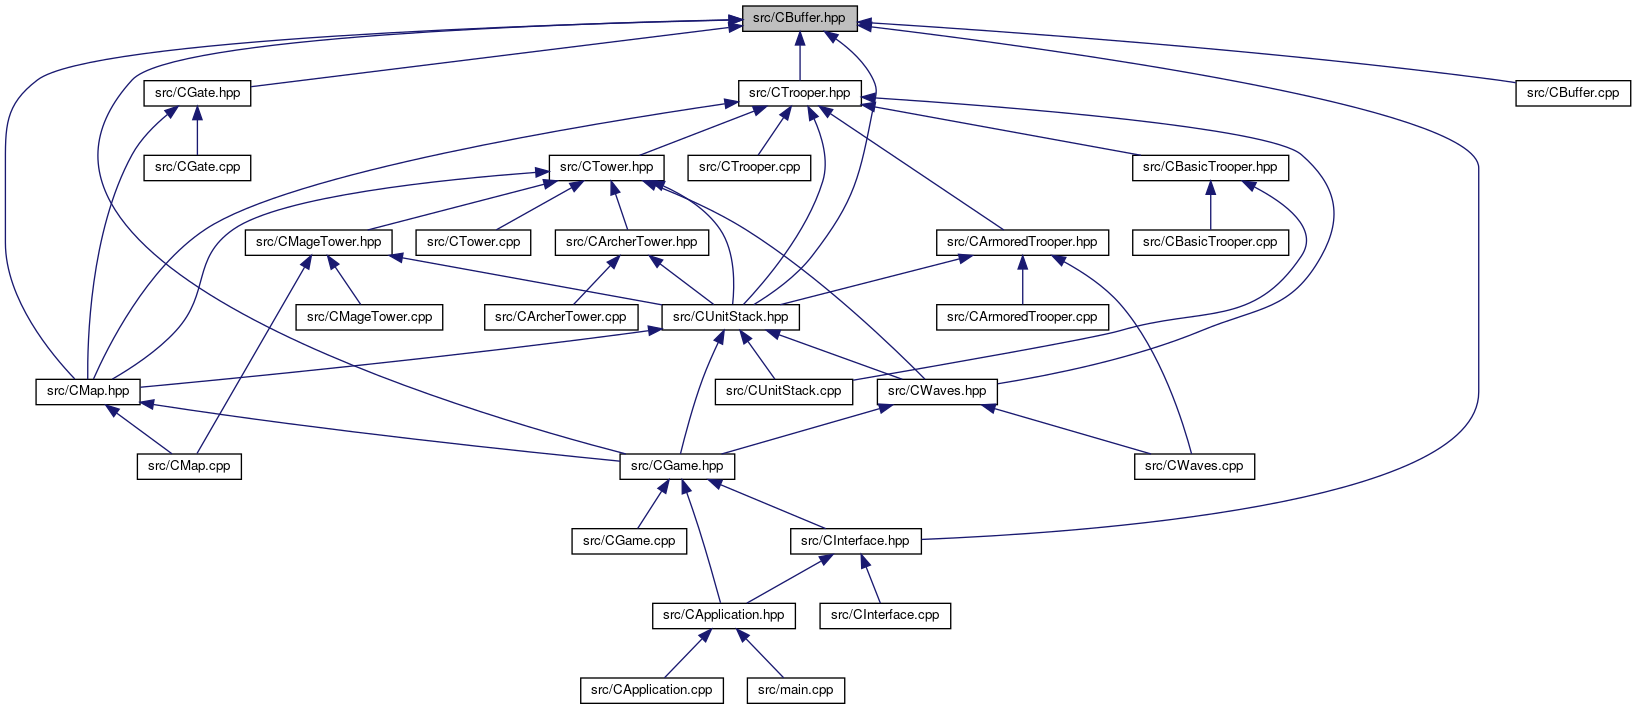 src/CBuffer.hpp
src/CGate.hpp
src/CTrooper.hpp
src/CBuffer.cpp
src/CGate.cpp
src/CTower.hpp
src/CTrooper.cpp
src/CBasicTrooper.hpp
src/CMageTower.hpp
src/CTower.cpp
src/CArcherTower.hpp
src/CArmoredTrooper.hpp
src/CBasicTrooper.cpp
src/CMageTower.cpp
src/CArcherTower.cpp
src/CUnitStack.hpp
src/CArmoredTrooper.cpp
src/CMap.hpp
src/CUnitStack.cpp
src/CWaves.hpp
src/CMap.cpp
src/CGame.hpp
src/CWaves.cpp
src/CGame.cpp
src/CInterface.hpp
src/CApplication.hpp
src/CInterface.cpp
src/CApplication.cpp
src/main.cpp